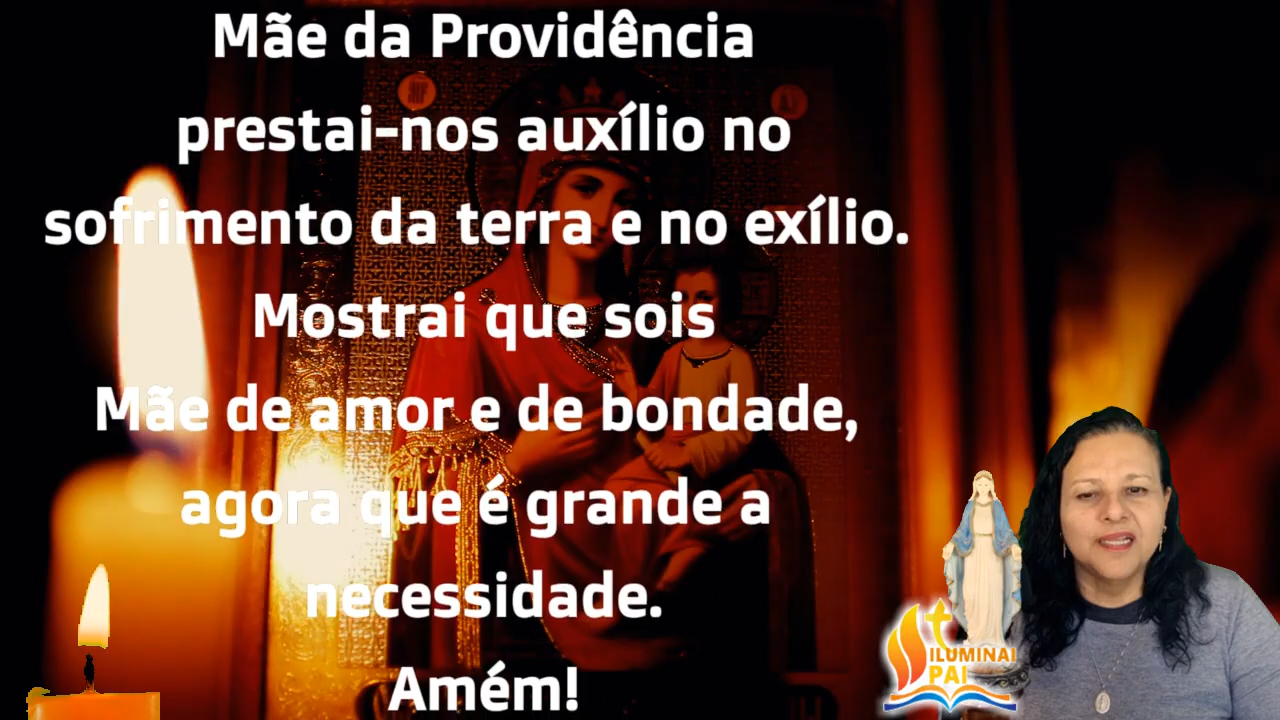 Mãe da Providência
prestai-nos auxílio no
sofrimento da terra e no exílio.
Mostrai que sois
Mãe de amor e de bondade,
agora que é grande a
necessidade.
Amém!
ILUMINAI
PAI